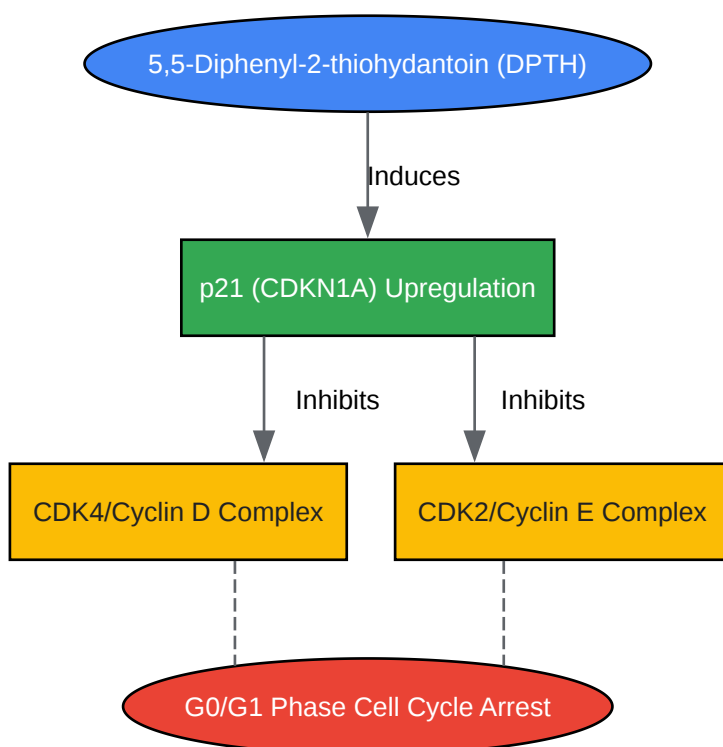 5,5-Diphenyl-2-thiohydantoin (DPTH)
Induces
p21 (CDKN1A) Upregulation
Inhibits
Inhibits
CDK4/Cyclin D Complex
CDK2/Cyclin E Complex
G0/G1 Phase Cell Cycle Arrest